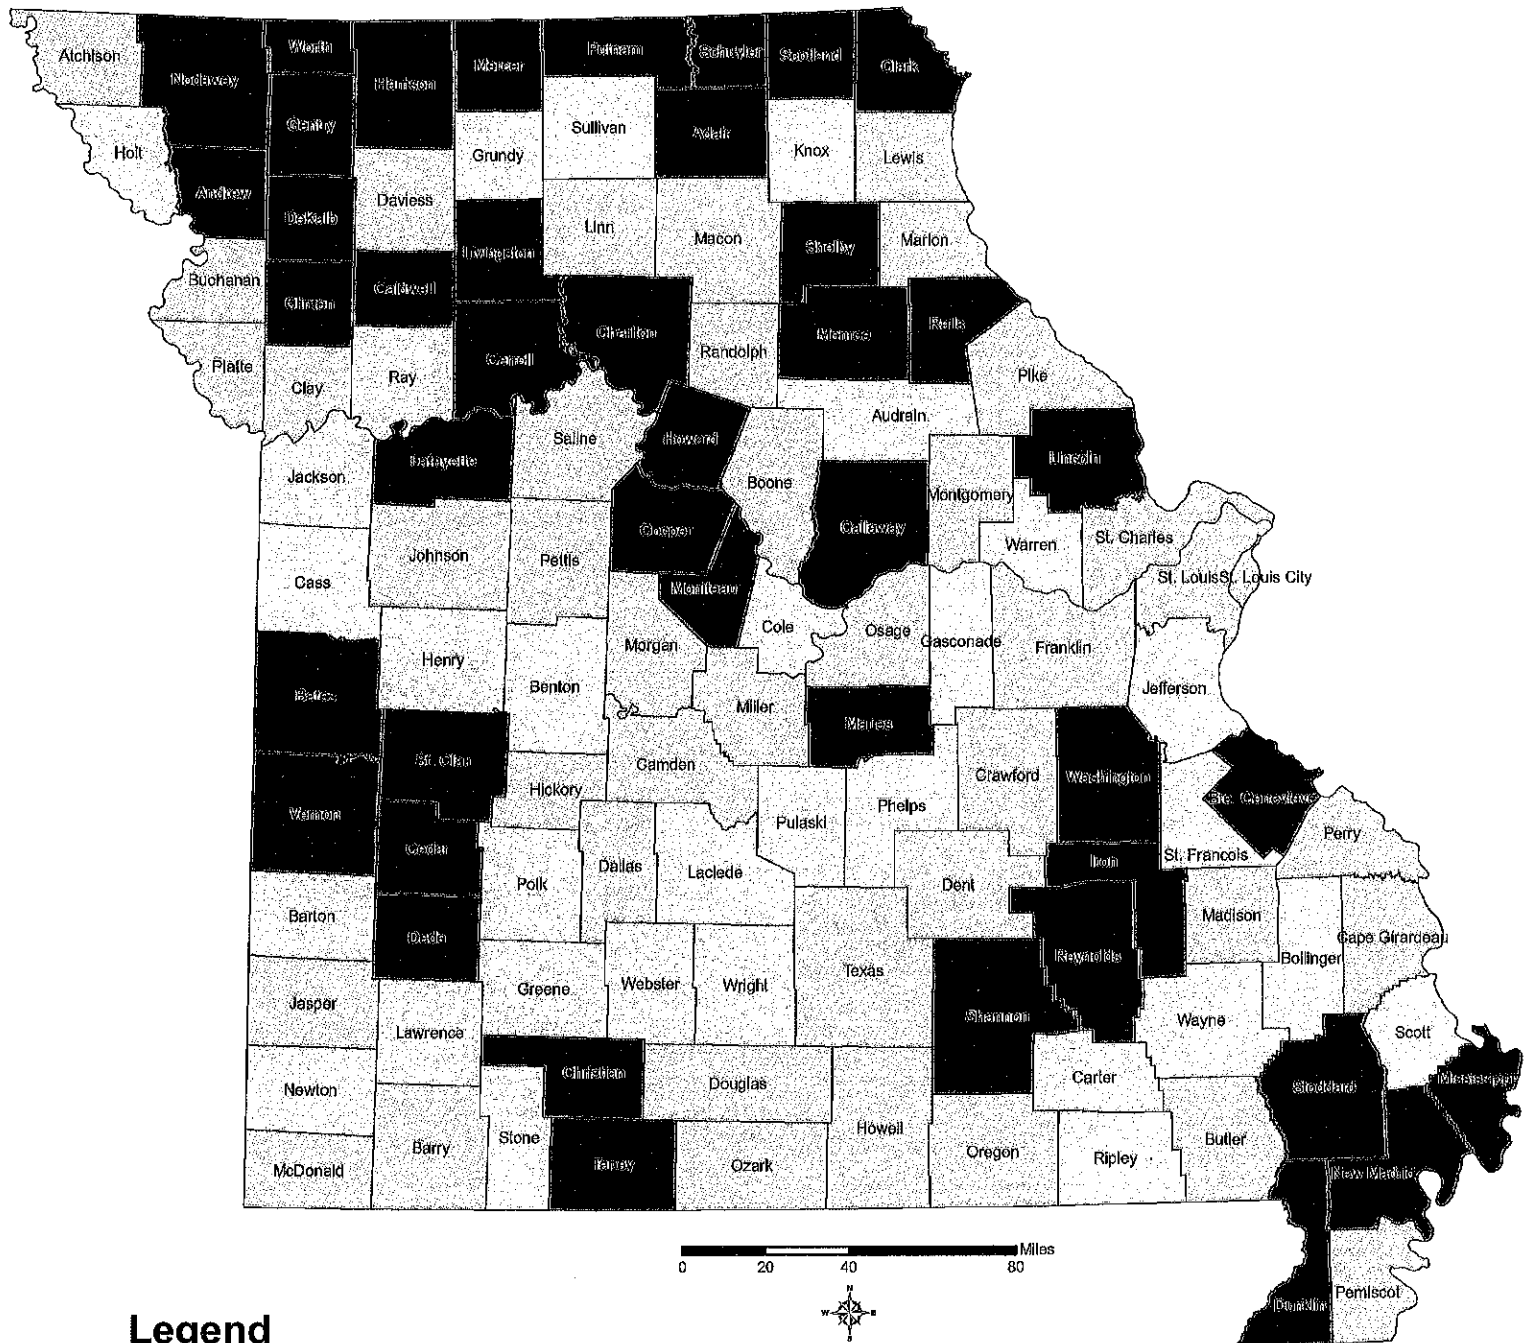 Atchison
Nodaway
Worth
Harrison
Mercer
Putnam
Schuyler
Scotland
Clark
Gentry
Sullivan
Adair
Knox
Lewis
Holt
Andrew
Grundy
DeKalb
Daviess
Livingston
Linn
Macon
Shelby
Marion
Buchanan
Clinton
Caldwell
Chariton
Monroe
Ralls
Randolph
Platte
Clay
Ray
Carroll
Pike
Audrain
Saline
Howard
Lafayette
Lincoln
Jackson
Boone
Montgomery
Cooper
Callaway
Johnson
Pettis
Warren
St. Charles
Cass
Moniteau
St. Louis
St. Louis City
Cole
Osage
Gasconade
Franklin
Morgan
Henry
Benton
Jefferson
Bates
Miller
Maries
St. Clair
Camden
Crawford
Washington
Hickory
Phelps
Ste. Genevieve
Vernon
Pulaski
Perry
Cedar
Iron
St. Francois
Polk
Dallas
Laclede
Dent
Barton
Madison
Dade
Cape Girardeau
Bollinger
Reynolds
Texas
Jasper
Greene
Webster
Wright
Shannon
Wayne
Lawrence
Scott
Newton
Christian
Douglas
Carter
Stoddard
Mississippi
McDonald
Barry
Stone
Taney
Ozark
Howell
Oregon
Ripley
Butler
New Madrid
Miles
0 20 40 80
N
W E
S
Dunklin
Pemiscot
Legend